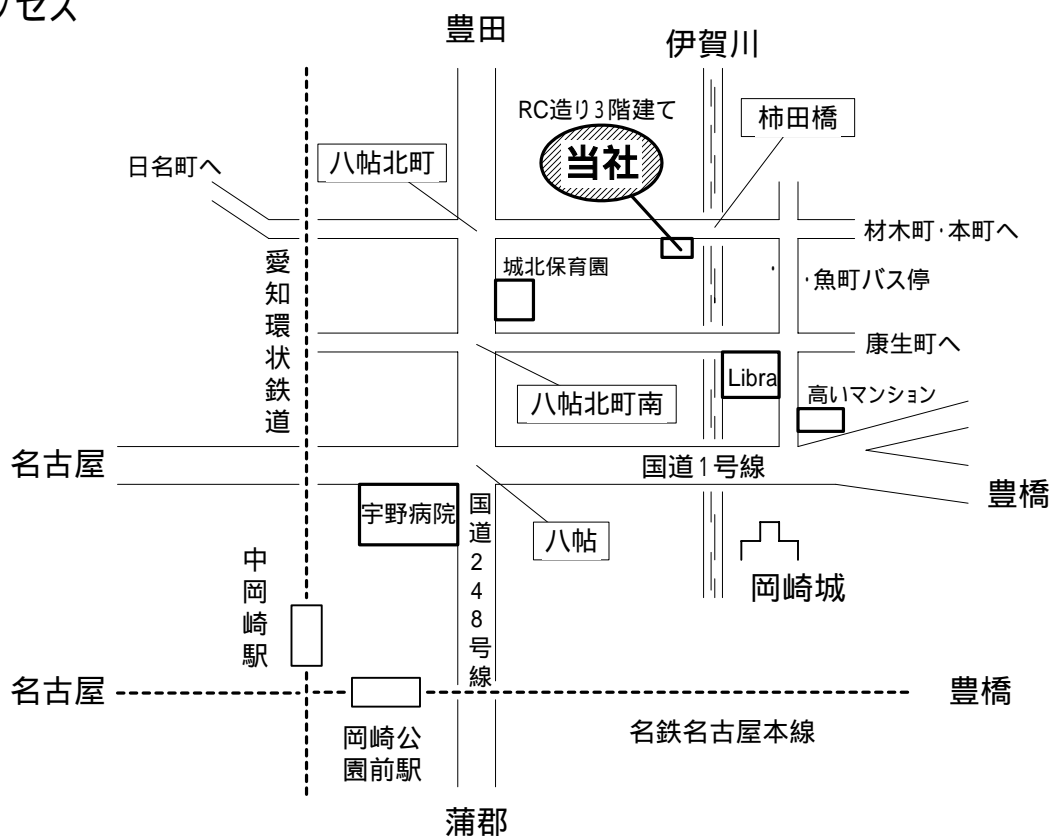 クセス
豊田
伊賀川
RC造り3階建て
柿田橋
当社
八帖北町
日名町へ
材木町・本町へ
城北保育園
愛知環状鉄道
・魚町バス停
康生町へ
Libra
高いマンション
八帖北町南
名古屋
国道1号線
豊橋
宇野病院
国道248号線
八帖
中岡崎駅
岡崎城
名古屋
豊橋
岡崎公
園前駅
名鉄名古屋本線
蒲郡